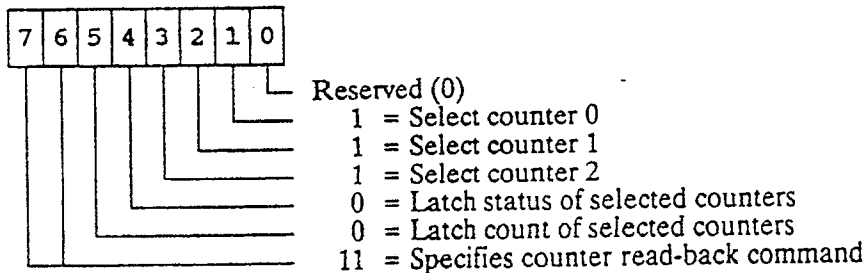 7 6 5 4 3 2 1 0
Reserved (0)
1 = Select counter 0
1 = Select counter 1
1 = Select counter 2
0 = Latch status of selected counters
0 = Latch count of selected counters
11 = Specifies counter read-back command